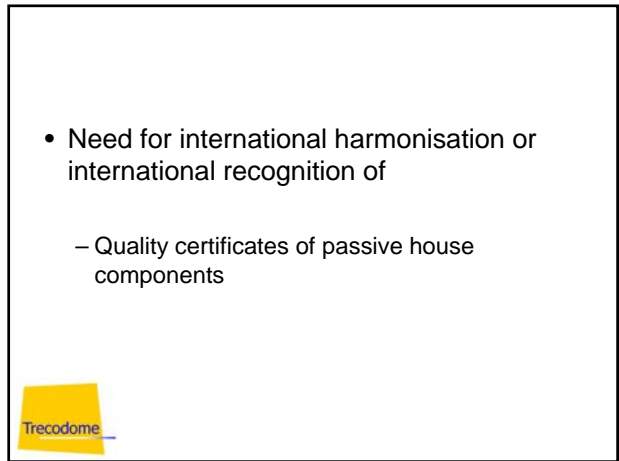 • Need for international harmonisation or
international recognition of
– Quality certificates of passive house
components
Trecodome